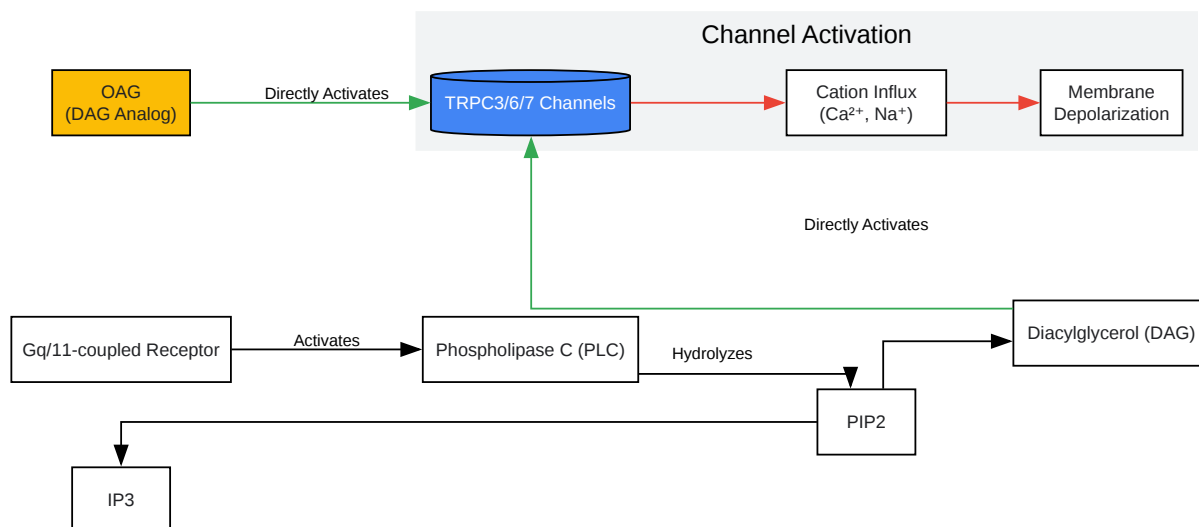 Channel Activation
OAG
(DAG Analog)
Directly Activates
TRPC3/6/7 Channels
Cation Influx
(Ca²⁺, Na⁺)
Membrane
Depolarization
Directly Activates
Gq/11-coupled Receptor
Activates
Phospholipase C (PLC)
Hydrolyzes
Diacylglycerol (DAG)
PIP2
IP3